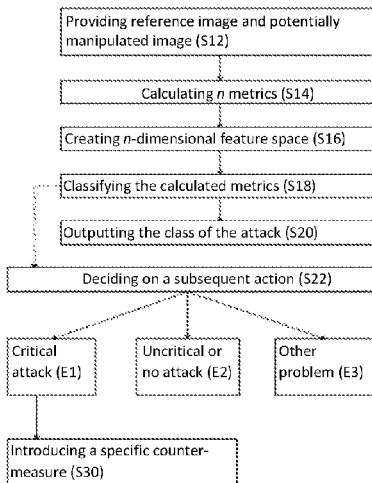 Providing reference image and potentially
manipulated image (S12)
Calculating n metrics (S14)
Creating n-dimensional feature space (S16)
Classifying the calculated metrics (S18)
Outputting the class of the attack (S20)
Deciding on a subsequent action (S22)
Critical
attack (E1)
Uncritical or
no attack (E2)
Other
problem (E3)
Introducing a specific counter-
measure (S30)